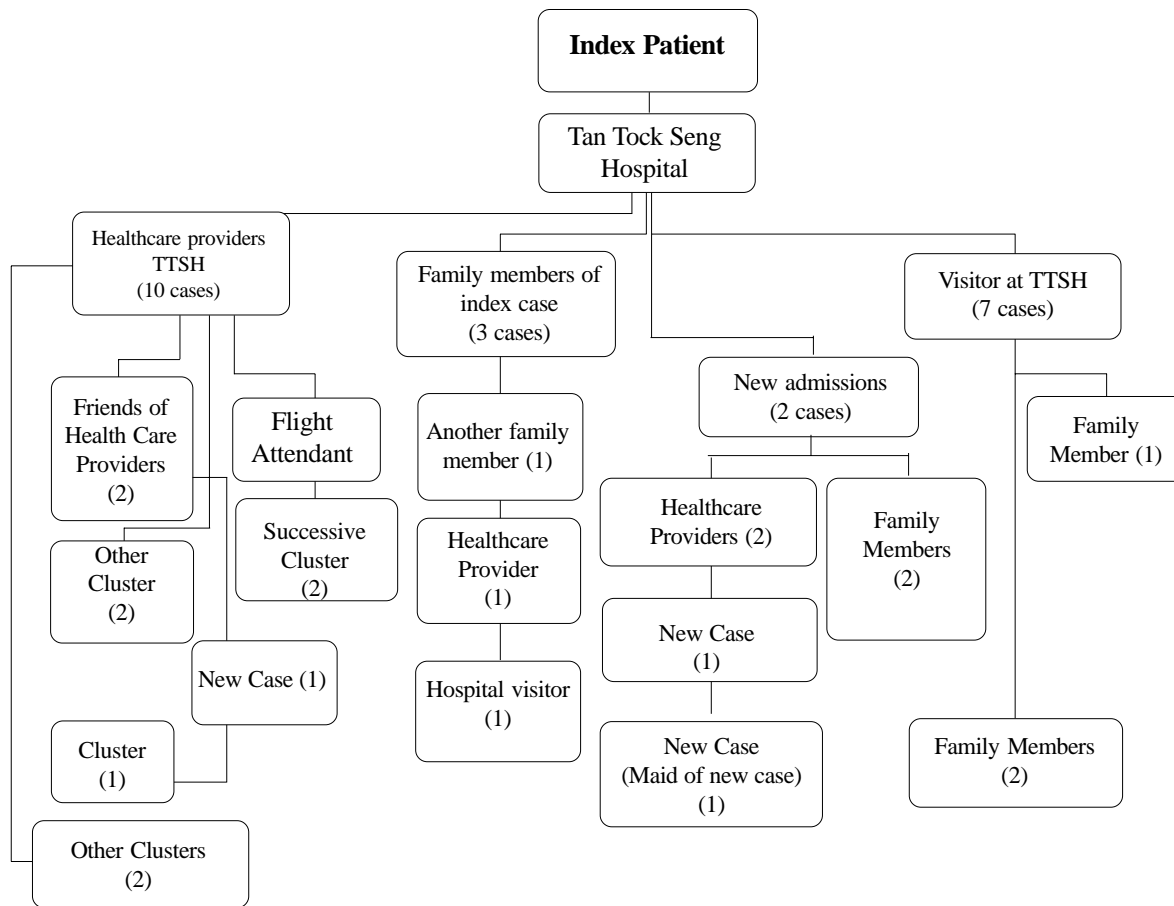 Index Patient
Tan Tock Seng
Hospital
Healthcare providers
TTSH
(10 cases)
Family members of
index case
(3 cases)
Visitor at TTSH
(7 cases)
New admissions
(2 cases)
Friends of
Health Care
Providers
(2)
Flight
Attendant
Another family
member (1)
Family
Member (1)
Other
Cluster
(2)
Successive
Cluster
(2)
Healthcare
Provider
(1)
Healthcare
Providers (2)
Family
Members
(2)
New Case (1)
Hospital visitor
(1)
New Case
(1)
Cluster
(1)
New Case
(Maid of new case)
(1)
Family Members
(2)
Other Clusters
(2)